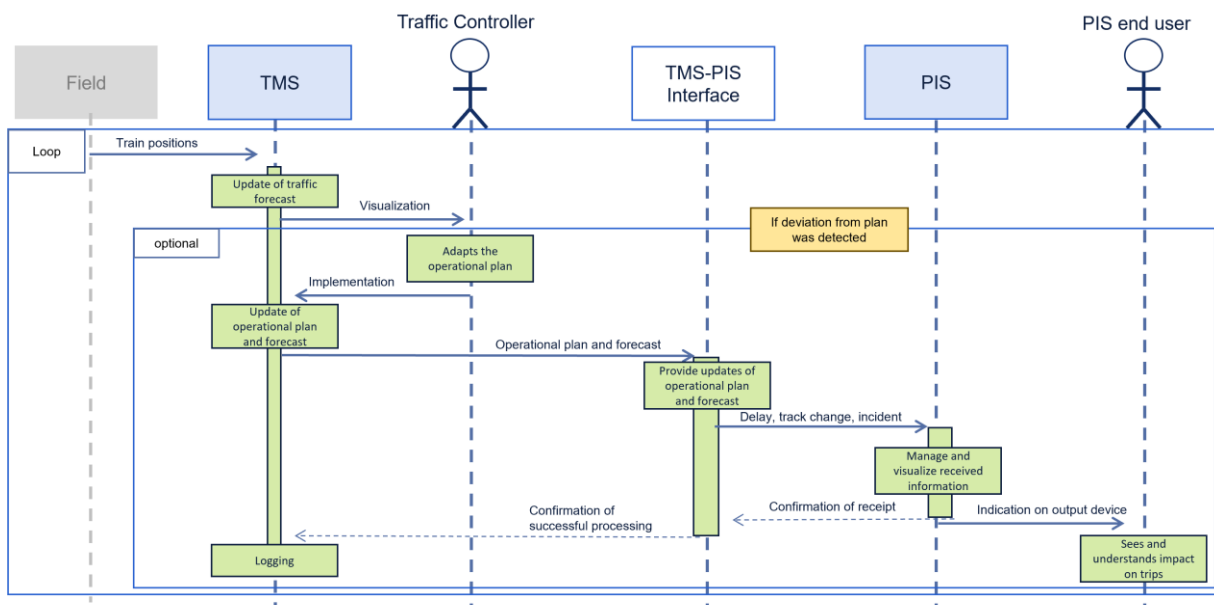 Traffic Controller
PIS end user
Field
TMS
TMS-PIS
Interface
PIS
Loop
Train positions
Update of traffic
forecast
Visualization
If deviation from plan
was detected
optional
Adapts the
operational plan
Implementation
Update of
operational plan
and forecast
Operational plan and forecast
Provide updates of
operational plan
and forecast
Delay, track change, incident
Manage and
visualize received
information
Confirmation of receipt
Indication on output device
Confirmation of
successful processing
Sees and
understands impact
on trips
Logging